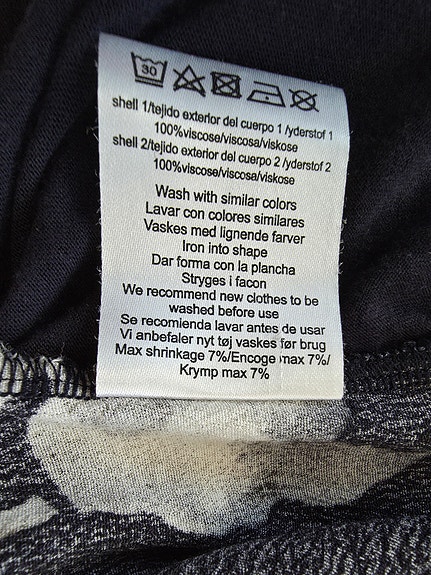 30
shell 1/tejido exterior del cuerpo 1 /yderstof 1
100%viscose/viscosa/viskose
shell 2/tejido exterior del cuerpo 2 /yderstof 2
100%viscose/viscosa/viskose
Wash with similar colors
Lavar con colores similares
Vaskes med lignende farver
Iron into shape
Dar forma con la plancha
Stryges i facon
We recommend new clothes to be
washed before use
Se recomienda lavar antes de usar
Vi anbefaler nyt tøj vaskes før brug
Max shrinkage 7%/Encoge max 7%/
Krymp max 7%